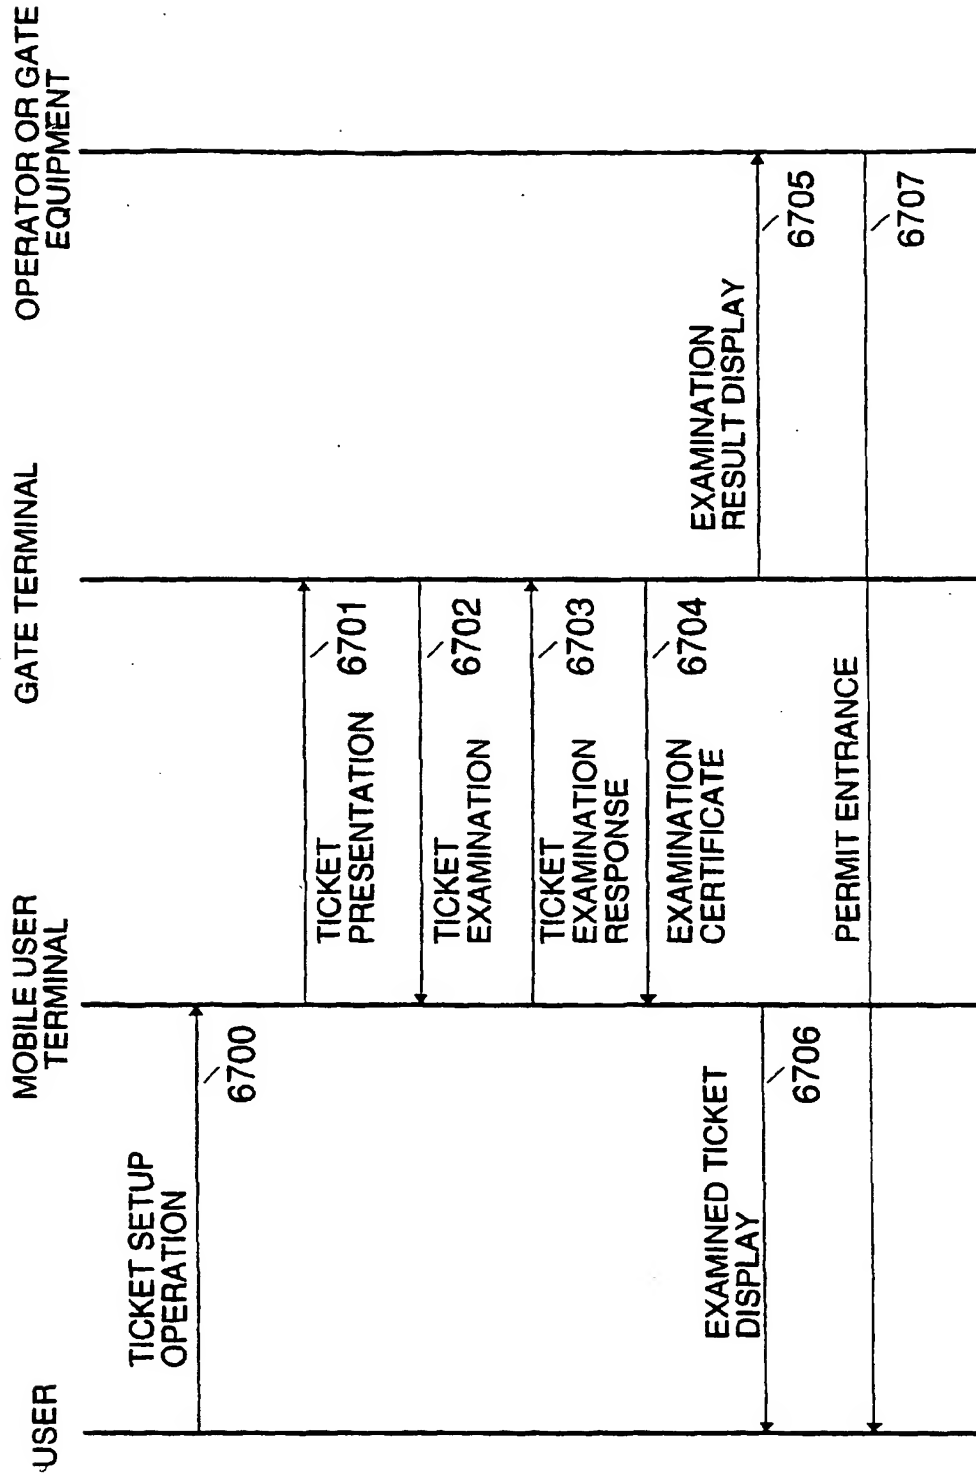 USER
MOBILE USER
TERMINAL
GATE TERMINAL
OPERATOR OR GATE
EQUIPMENT
TICKET SETUP
OPERATION
6700
TICKET
PRESENTATION
6701
TICKET
EXAMINATION
6702
TICKET
EXAMINATION
RESPONSE
6703
EXAMINATION
CERTIFICATE
6704
EXAMINATION
RESULT DISPLAY
6705
EXAMINED TICKET
DISPLAY
6706
PERMIT ENTRANCE
6707